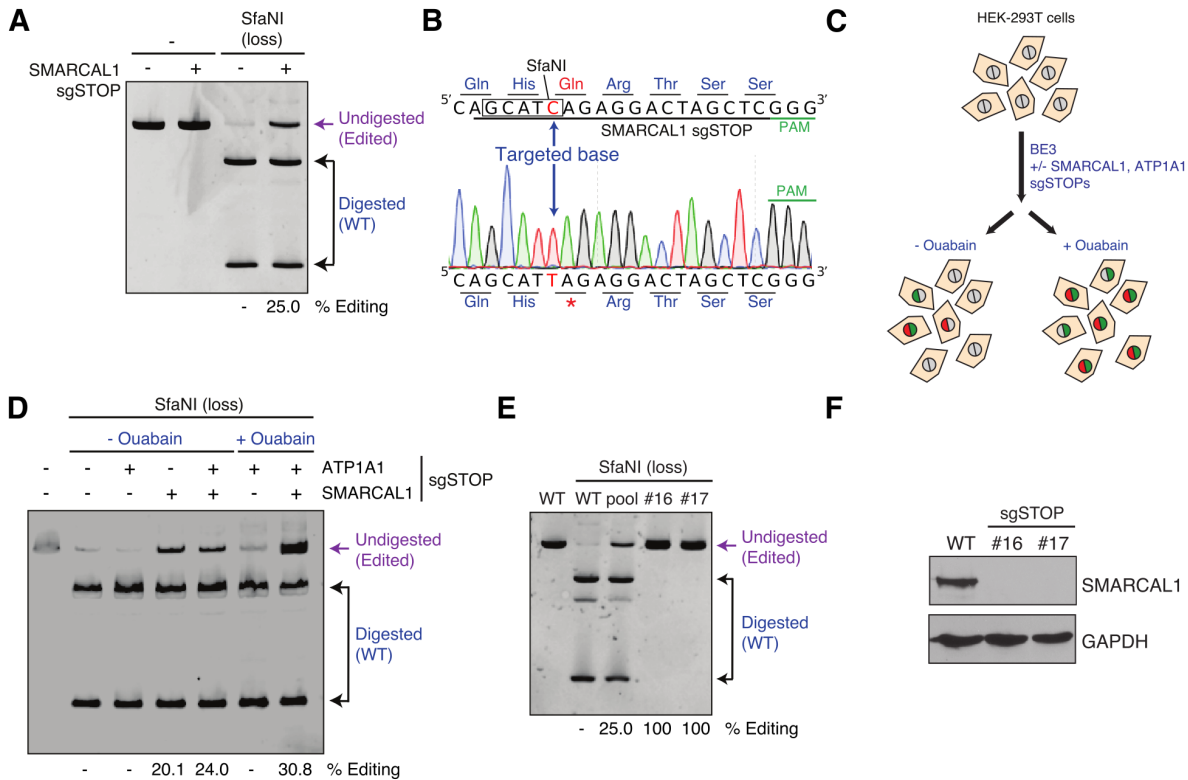 A
SfaNI
(loss)
-
SMARCAL1
sgSTOP
- + - +
Undigested
(Edited)
Digested
(WT)
- 25.0 % Editing
B
SfaNI
Gln His Gln Arg Thr Ser Ser
5' CAGCATCAGAGGACTAGCTCGGG 3'
SMARCAL1 sgSTOP PAM
Targeted base
PAM
5' CAGCATTAGAGGACTAGCTCGGG 3'
Gln His * Arg Thr Ser Ser
C
HEK-293T cells
BE3
+/- SMARCAL1, ATP1A1
sgSTOPs
- Ouabain + Ouabain
D
SfaNI (loss)
- Ouabain + Ouabain
- - + - + + + ATP1A1
- - - + + - + SMARCAL1
sgSTOP
Undigested
(Edited)
Digested
(WT)
- - 20.1 24.0 - 30.8 % Editing
E
SfaNI (loss)
WT WT pool #16 #17
Undigested
(Edited)
Digested
(WT)
- 25.0 100 100 % Editing
F
sgSTOP
WT #16 #17
SMARCAL1
GAPDH